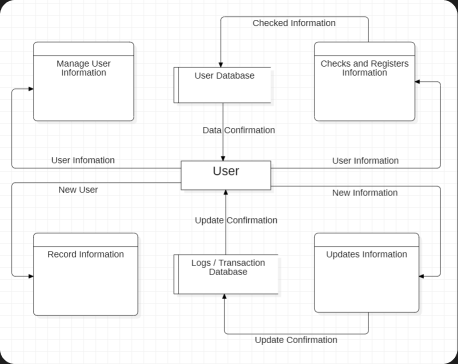 Checked Information
Manage User
Information
User Database
Checks and Registers
Information
Data Confirmation
User Infomation
User Information
User
New User
New Information
Update Confirmation
Record Information
Logs / Transaction
Database
Updates Information
Update Confirmation